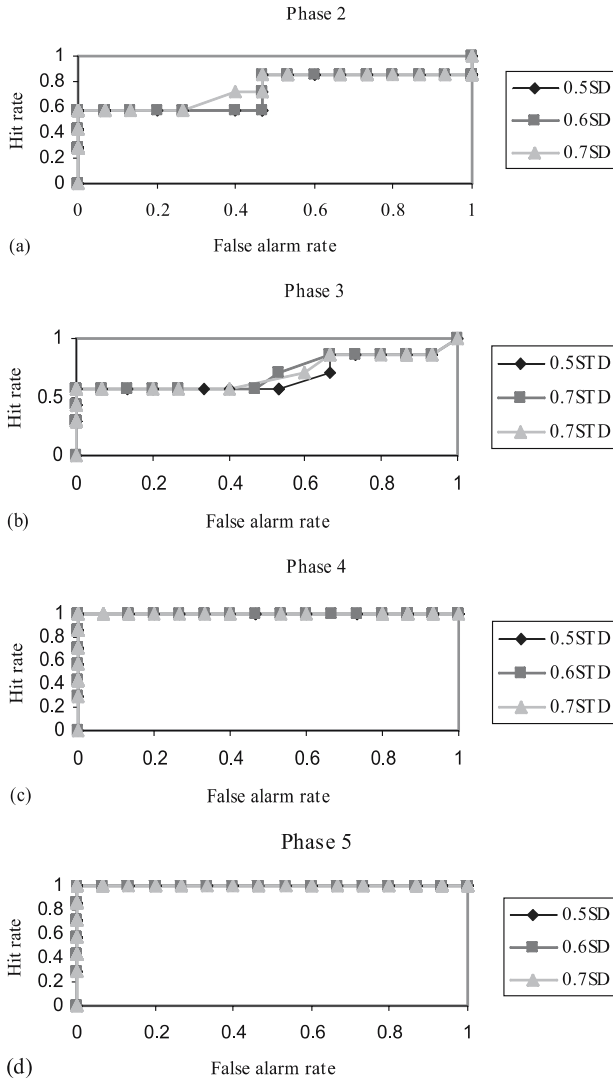 Phase 2
1
0.8
0.6
0.4
0.2
0
Hit rate
0 0.2 0.4 0.6 0.8 1
False alarm rate
0.5SD
0.6SD
0.7SD
(a)
Phase 3
1
0.5
0
Hit rate
0 0.2 0.4 0.6 0.8 1
False alarm rate
0.5STD
0.7STD
0.7STD
(b)
Phase 4
1
0.8
0.6
0.4
0.2
0
Hit rate
0 0.2 0.4 0.6 0.8 1
False alarm rate
0.5STD
0.6STD
0.7STD
(c)
Phase 5
1
0.8
0.6
0.4
0.2
0
Hit rate
0 0.2 0.4 0.6 0.8 1
False alarm rate
0.5SD
0.6SD
0.7SD
(d)